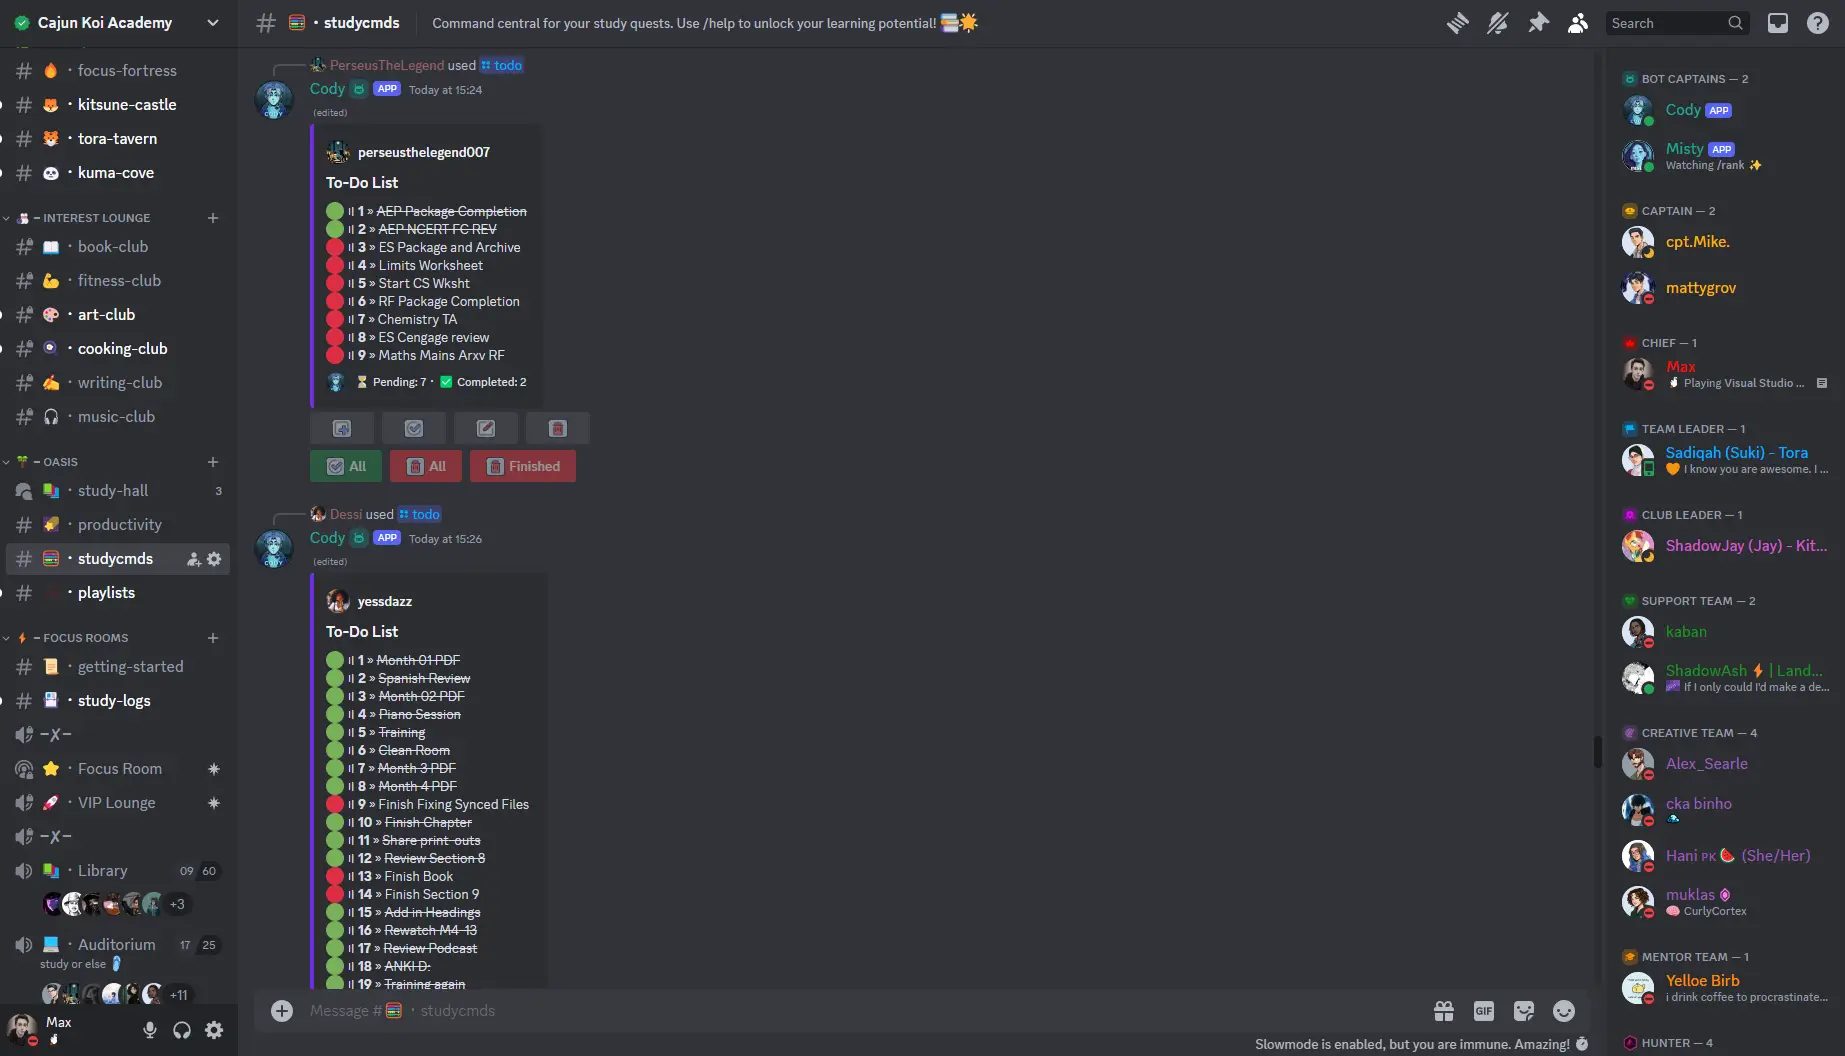 Cajun Koi Academy
focus-fortress
kitsune-castle
tora-tavern
kuma-cove
– INTEREST LOUNGE
book-club
fitness-club
art-club
cooking-club
writing-club
music-club
– OASIS
study-hall 3
productivity
studycmds
playlists
– FOCUS ROOMS
getting-started
study-logs
–X–
Focus Room
VIP Lounge
–X–
Library 09 60
+3
Auditorium 17 25
study or else
+11
Max
studycmds
Command central for your study quests. Use /help to unlock your learning potential!
Search
PerseusTheLegend used todo
Cody APP Today at 15:24
(edited)
perseusthelegend007
To-Do List
1 » AEP Package Completion
2 » AEP NCERT FC REV
3 » ES Package and Archive
4 » Limits Worksheet
5 » Start CS Wksht
6 » RF Package Completion
7 » Chemistry TA
8 » ES Cengage review
9 » Maths Mains Arxv RF
Pending: 7 · Completed: 2
All All Finished
Dessi used todo
Cody APP Today at 15:26
(edited)
yessdazz
To-Do List
1 » Month 01 PDF
2 » Spanish Review
3 » Month 02 PDF
4 » Piano Session
5 » Training
6 » Clean Room
7 » Month 3 PDF
8 » Month 4 PDF
9 » Finish Fixing Synced Files
10 » Finish Chapter
11 » Share print-outs
12 » Review Section 8
13 » Finish Book
14 » Finish Section 9
15 » Add in Headings
16 » Rewatch M4-13
17 » Review Podcast
18 » ANKI D:
19 » Training again
Message # · studycmds
GIF
Slowmode is enabled, but you are immune. Amazing!
BOT CAPTAINS — 2
Cody APP
Misty APP
Watching /rank
CAPTAIN — 2
cpt.Mike.
mattygrov
CHIEF — 1
Max
Playing Visual Studio ...
TEAM LEADER — 1
Sadiqah (Suki) - Tora
I know you are awesome. I ...
CLUB LEADER — 1
ShadowJay (Jay) - Kit...
SUPPORT TEAM — 2
kaban
ShadowAsh | Land...
If I only could I'd make a de...
CREATIVE TEAM — 4
Alex_Searle
cka binho
Hani PK (She/Her)
muklas
CurlyCortex
MENTOR TEAM — 1
Yelloe Birb
i drink coffee to procrastinate...
HUNTER — 4